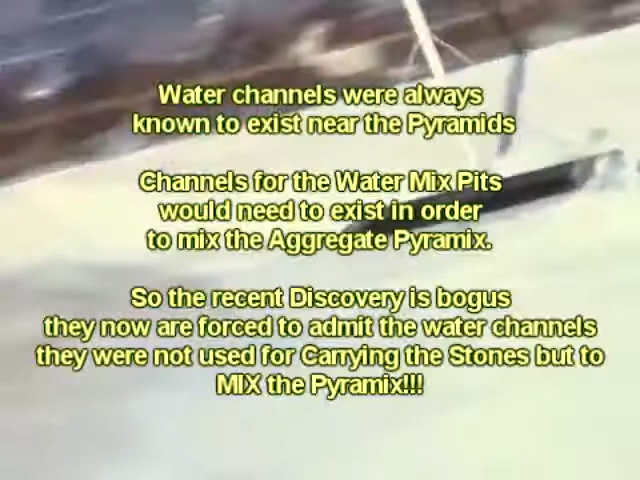 Water channels were always
known to exist near the Pyramids
Channels for the Water Mix Pits
would need to exist in order
to mix the Aggregate Pyramix.
So the recent Discovery is bogus
they now are forced to admit the water channels
they were not used for Carrying the Stones but to
MIX the Pyramix!!!